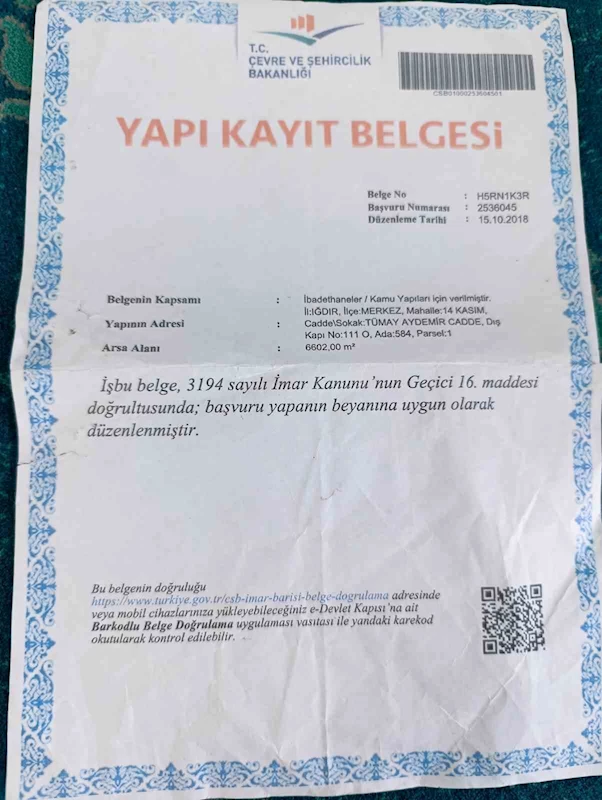 T.C.
ÇEVRE VE ŞEHİRCİLİK
BAKANLIĞI
YAPI KAYIT BELGESİ
Belge No : H5RN1K3R
Başvuru Numarası : 2536045
Düzenleme Tarihi : 15.10.2018
Belgenin Kapsamı : İbadethaneler / Kamu Yapıları için verilmiştir.
Yapının Adresi : İl:IĞDIR, İlçe:MERKEZ, Mahalle:14 KASIM,
Cadde\Sokak:TÜMAY AYDEMİR CADDE, Dış
Kapı No:111 O, Ada:584, Parsel:1
Arsa Alanı : 6602,00 m²
İşbu belge, 3194 sayılı İmar Kanunu'nun Geçici 16. maddesi
doğrultusunda; başvuru yapanın beyanına uygun olarak
düzenlenmiştir.
Bu belgenin doğruluğu
https://www.turkiye.gov.tr/csb-imar-barisi-belge-dogrulama adresinde
veya mobil cihazlarınıza yükleyebileceğiniz e-Devlet Kapısı'na ait
Barkodlu Belge Doğrulama uygulaması vasıtası ile yandaki karekod
okutularak kontrol edilebilir.